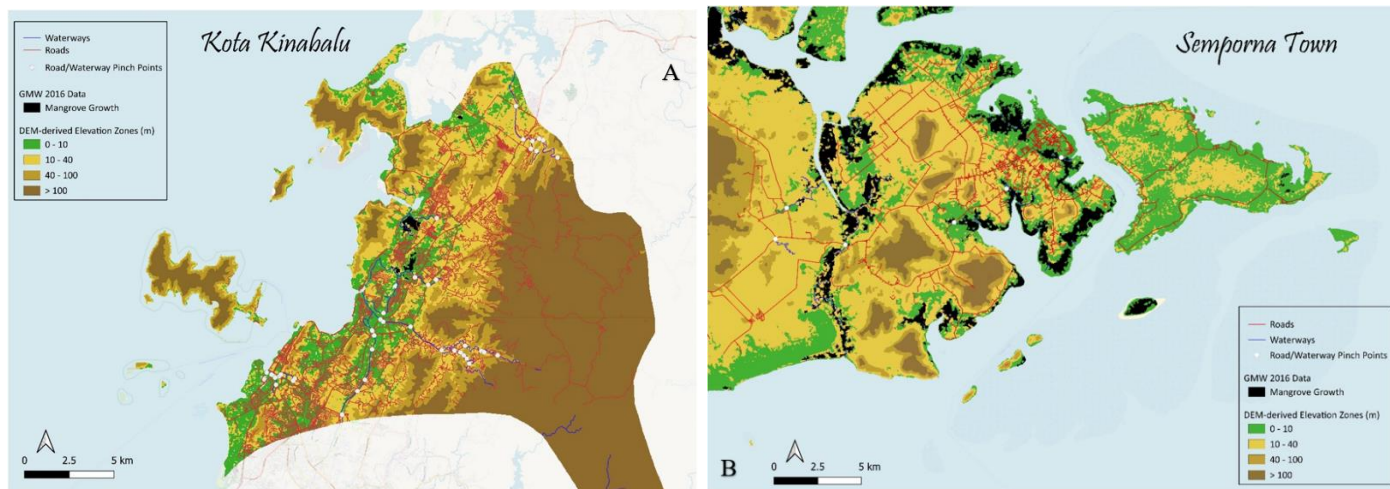 Waterways
Roads
Road/Waterway Pinch Points
GMW 2016 Data
Mangrove Growth
DEM-derived Elevation Zones (m)
0 - 10
10 - 40
40 - 100
> 100
Kota Kinabalu
A
0 2.5 5 km
Semporna Town
Roads
Waterways
Road/Waterway Pinch Points
GMW 2016 Data
Mangrove Growth
DEM-derived Elevation Zones (m)
0 - 10
10 - 40
40 - 100
> 100
B
0 2.5 5 km